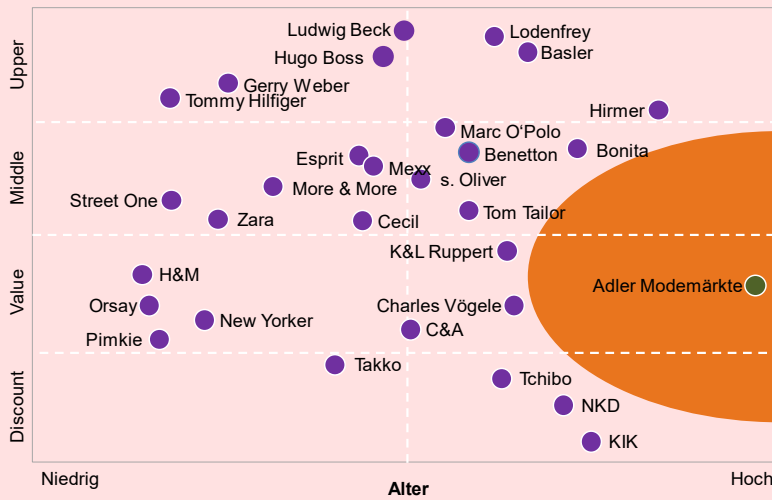 Upper
Ludwig Beck
Lodenfrey
Basler
Hugo Boss
Gerry Weber
Tommy Hilfiger
Hirmer
Middle
Marc O'Polo
Esprit
Benetton
Bonita
Mexx
s. Oliver
More & More
Street One
Zara
Cecil
Tom Tailor
Value
K&L Ruppert
H&M
Adler Modemärkte
Orsay
Charles Vögele
New Yorker
C&A
Pimkie
Discount
Takko
Tchibo
NKD
KIK
Niedrig
Alter
Hoch